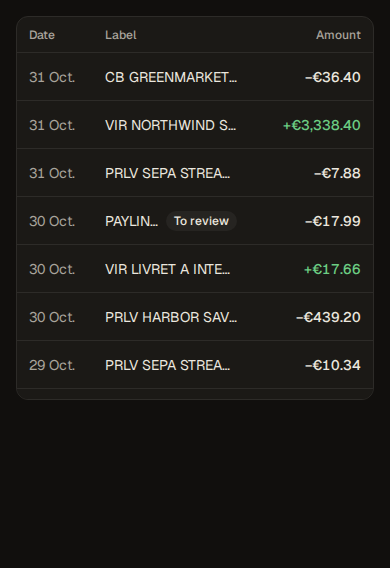 Date Label Amount
31 Oct. CB GREENMARKET... −€36.40
31 Oct. VIR NORTHWIND S... +€3,338.40
31 Oct. PRLV SEPA STREA... −€7.88
30 Oct. PAYLIN... To review −€17.99
30 Oct. VIR LIVRET A INTE... +€17.66
30 Oct. PRLV HARBOR SAV... −€439.20
29 Oct. PRLV SEPA STREA... −€10.34